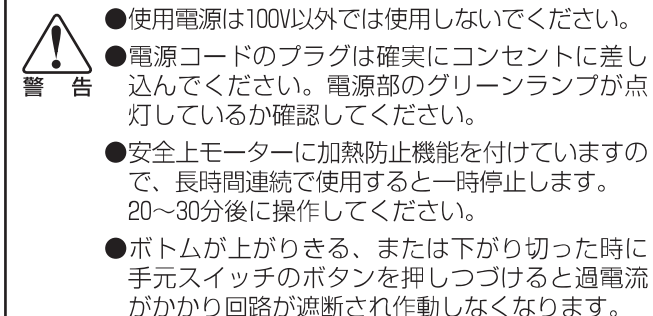 ●使用電源は100V以外では使用しないでください。
●電源コードのプラグは確実にコンセントに差し
込んでください。電源部のグリーンランプが点
灯しているか確認してください。
●安全上モーターに加熱防止機能を付けていますの
で、長時間連続で使用すると一時停止します。
20〜30分後に操作してください。
●ボトムが上がりきる、または下がり切った時に
手元スイッチのボタンを押しつづけると過電流
がかかり回路が遮断され作動しなくなります。
警 告